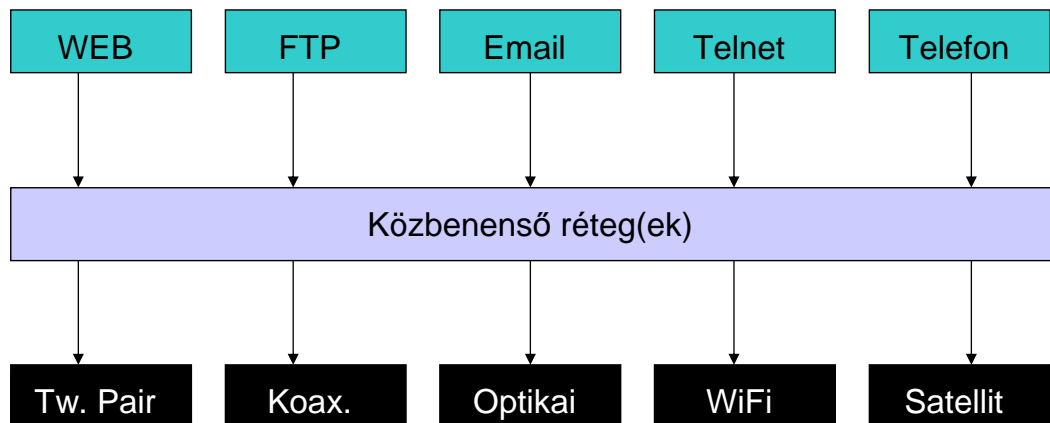 WEB
FTP
Email
Telnet
Telefon
Közbenenső réteg(ek)
Tw. Pair
Koax.
Optikai
WiFi
Satellit